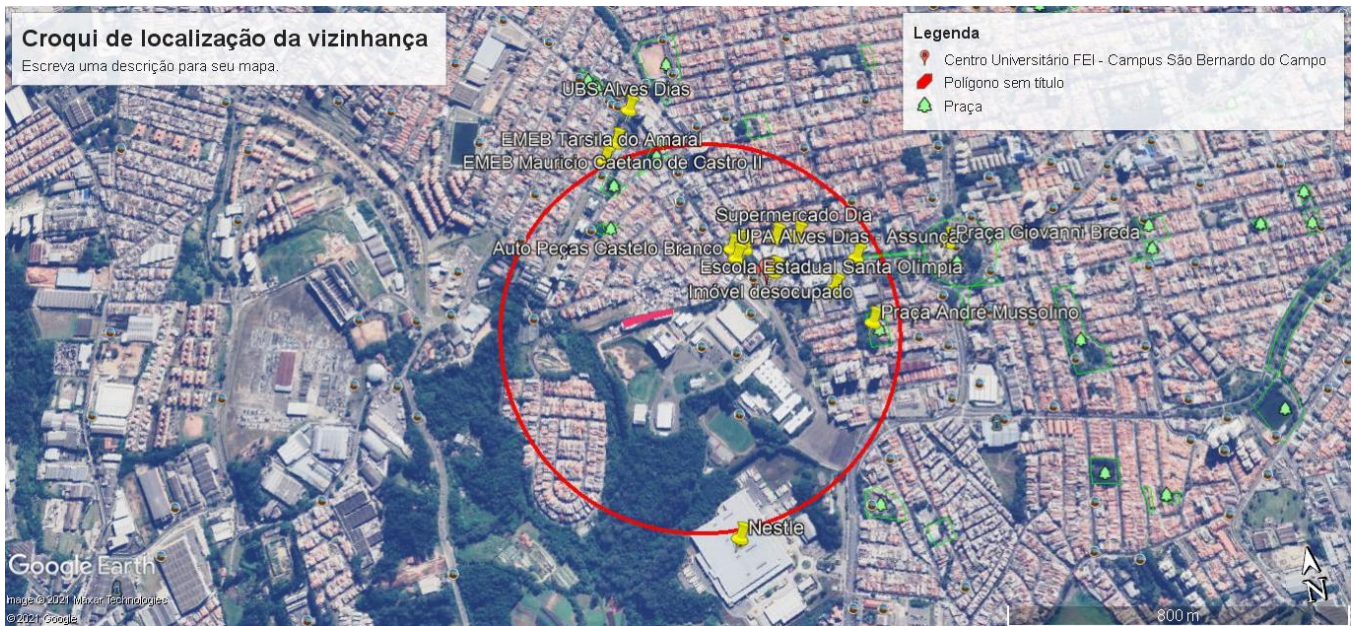 Croqui de localização da vizinhança
Escreva uma descrição para seu mapa.
Legenda
Centro Universitário FEI - Campus São Bernardo do Campo
Polígono sem título
Praça
UBS Alves Dias
EMEB Tarsila do Amaral
EMEB Mauricio Caetano de Castro II
Supermercado Dia
UPA Alves Dias - Assunçã
Praça Giovanni Breda
Auto Peças Castelo Branco
Escola Estadual Santa Olímpia
Imóvel desocupado
Praça André Mussolino
Nestle
Google Earth
Image © 2021 Maxar Technologies
© 2021 Google
800 m
N